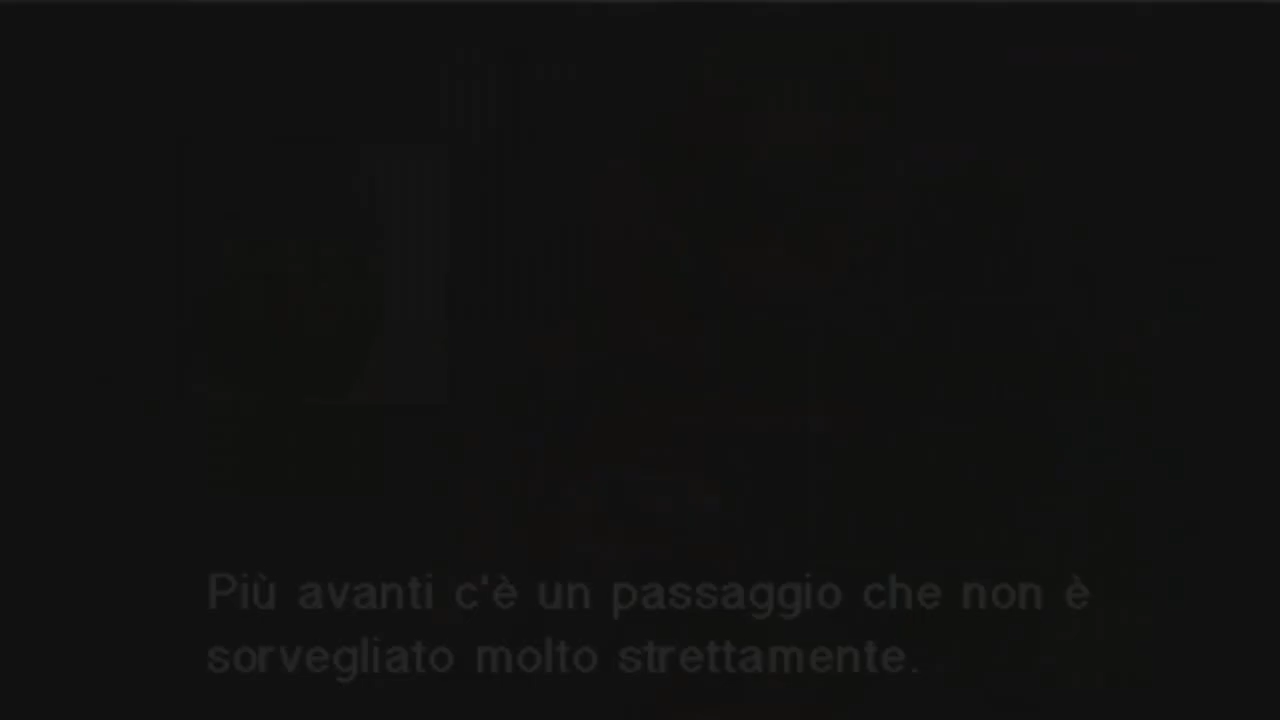 Più avanti c'è un passaggio che non è
sorvegliato molto strettamente.